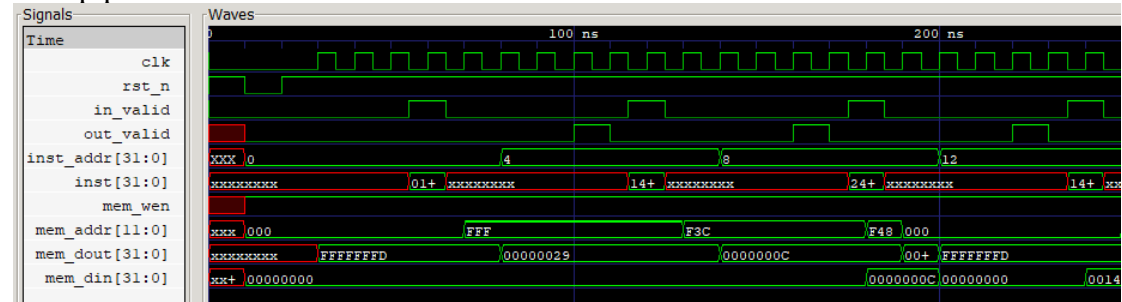 Signals Waves
Time 0 100 ns 200 ns
clk
rst_n
in_valid
out_valid
inst_addr[31:0] xxx 0 4 8 12
inst[31:0] xxxxxxxx 01+ xxxxxxxx 14+ xxxxxxxx 24+ xxxxxxxx 14+ xx
mem_wen
mem_addr[11:0] xxx 000 FFF F3C F48 000
mem_dout[31:0] xxxxxxxx FFFFFFFD 00000029 0000000C 00+ FFFFFFFD
mem_din[31:0] xx+ 00000000 0000000C 00000000 0014